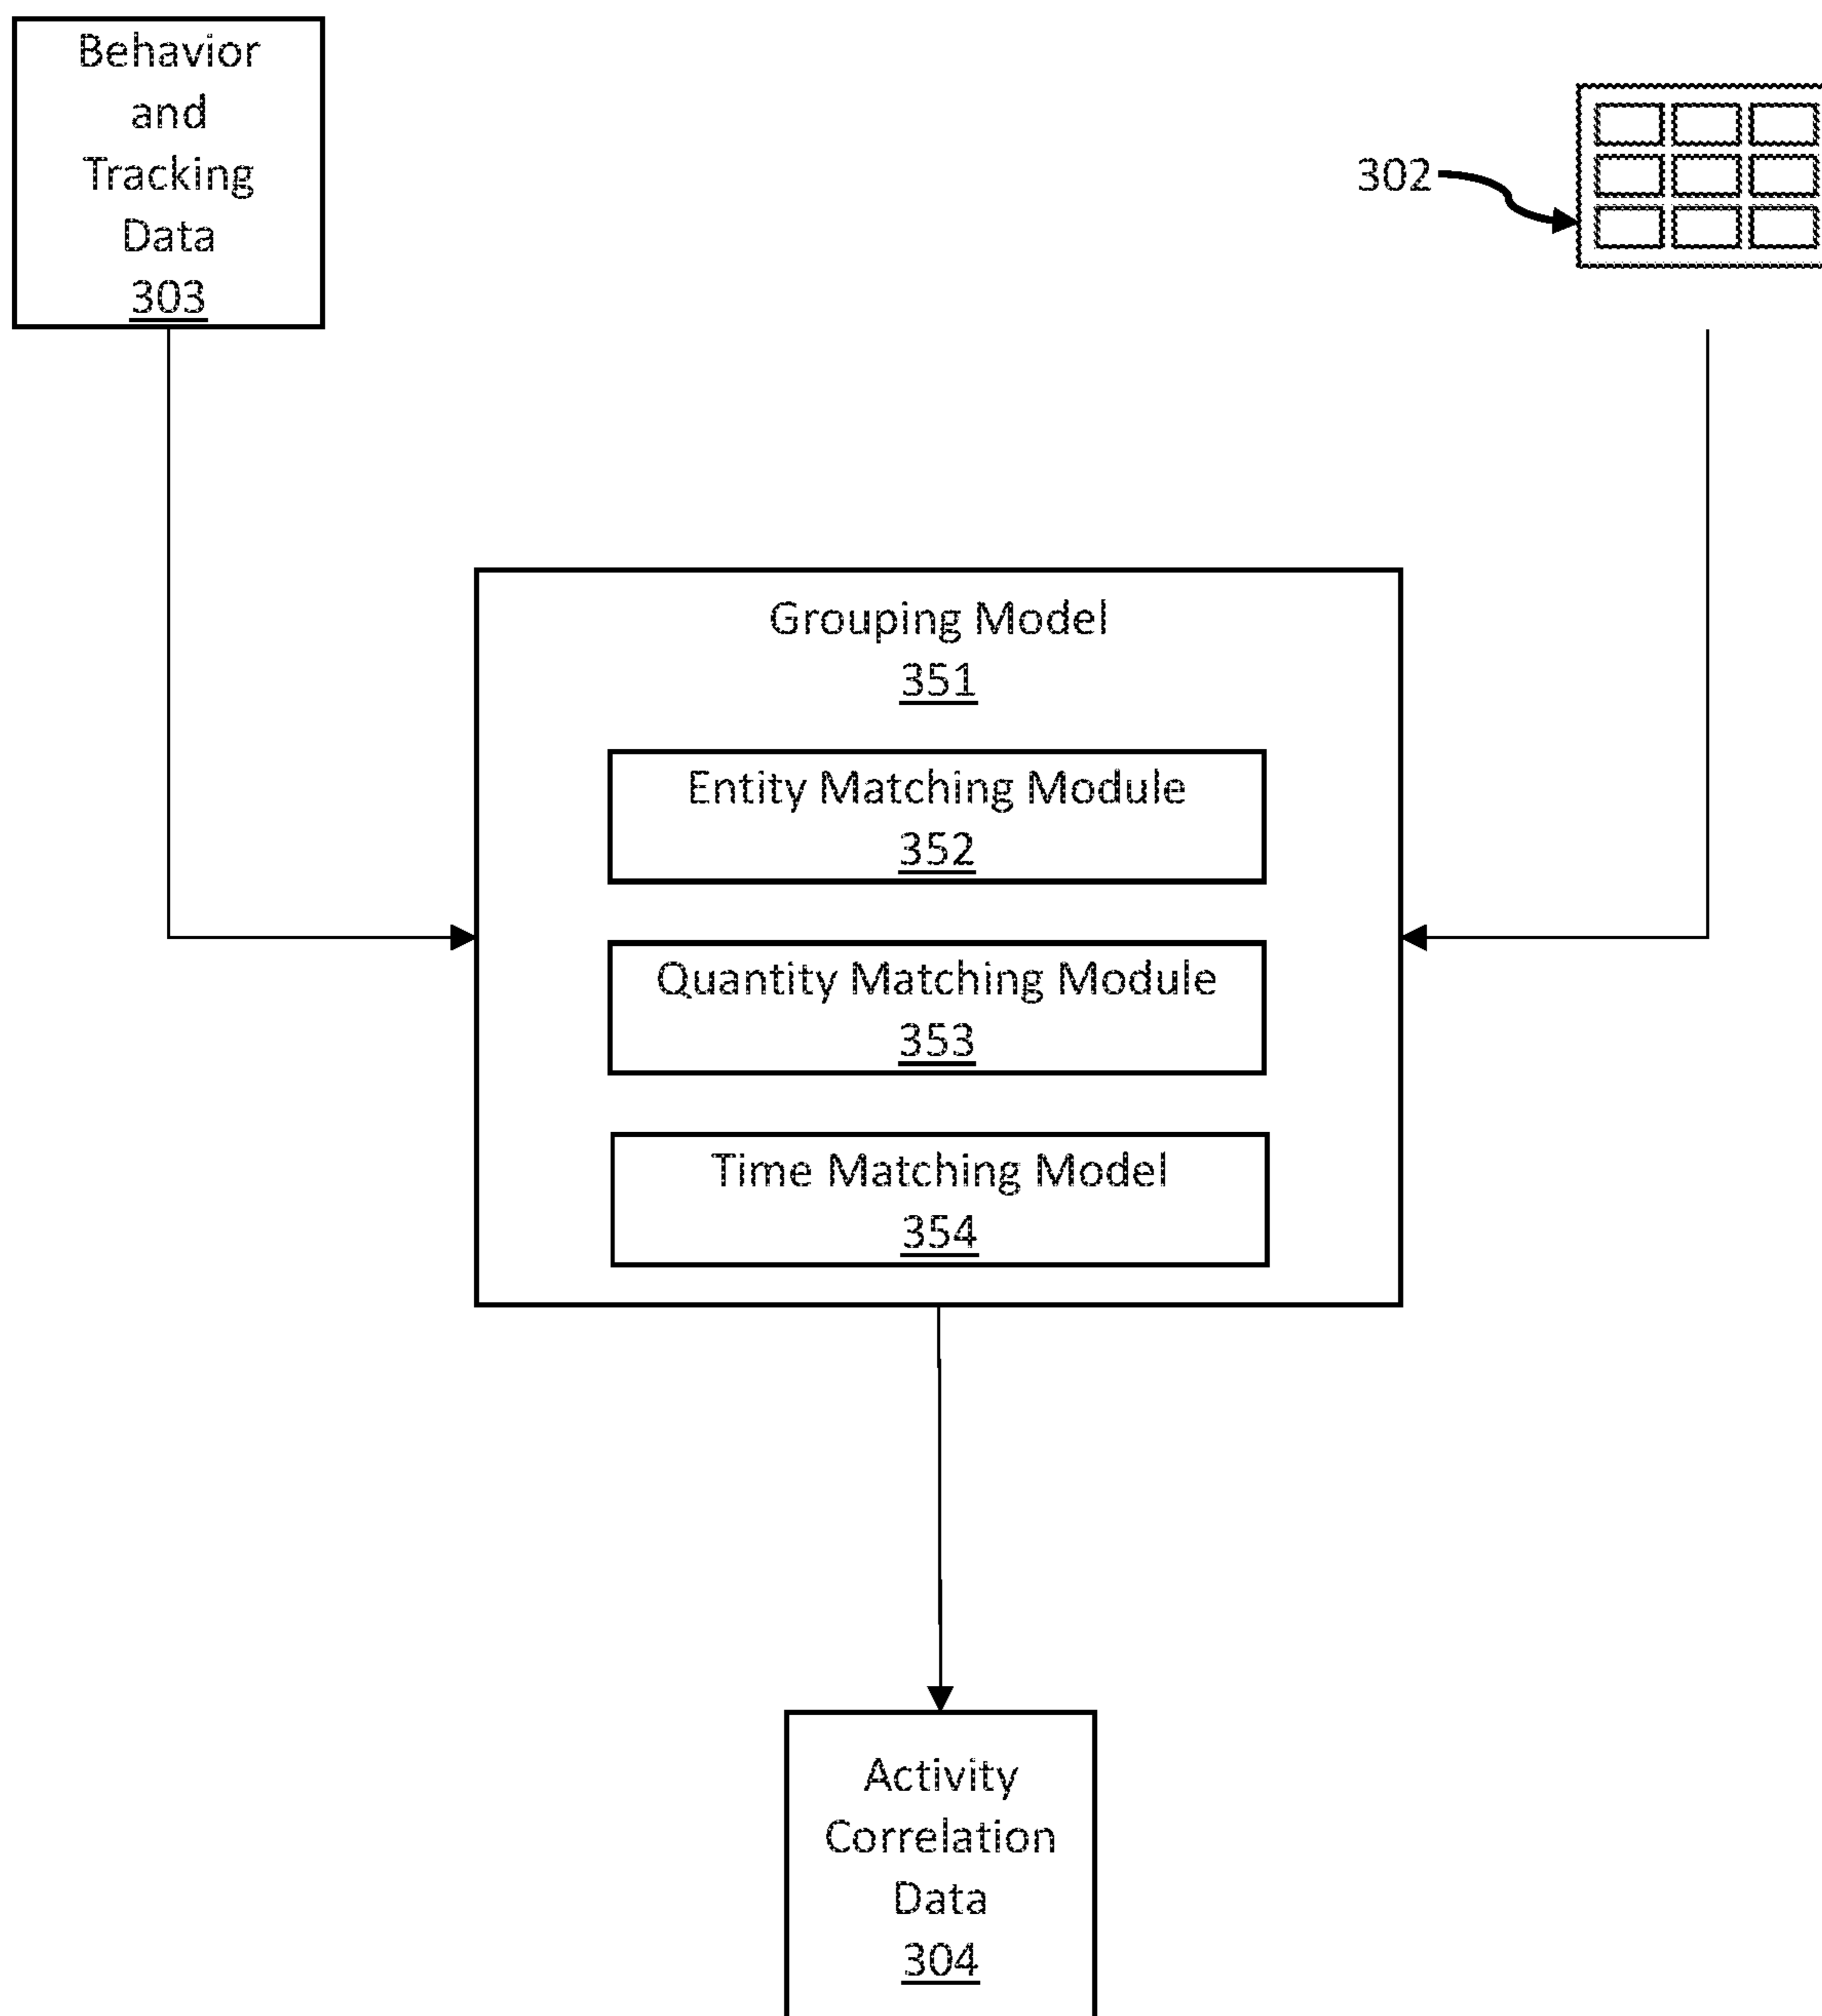 Behavior
and
Tracking
Data
303
302
Grouping Model
351
Entity Matching Module
352
Quantity Matching Module
353
Time Matching Model
354
Activity
Correlation
Data
304